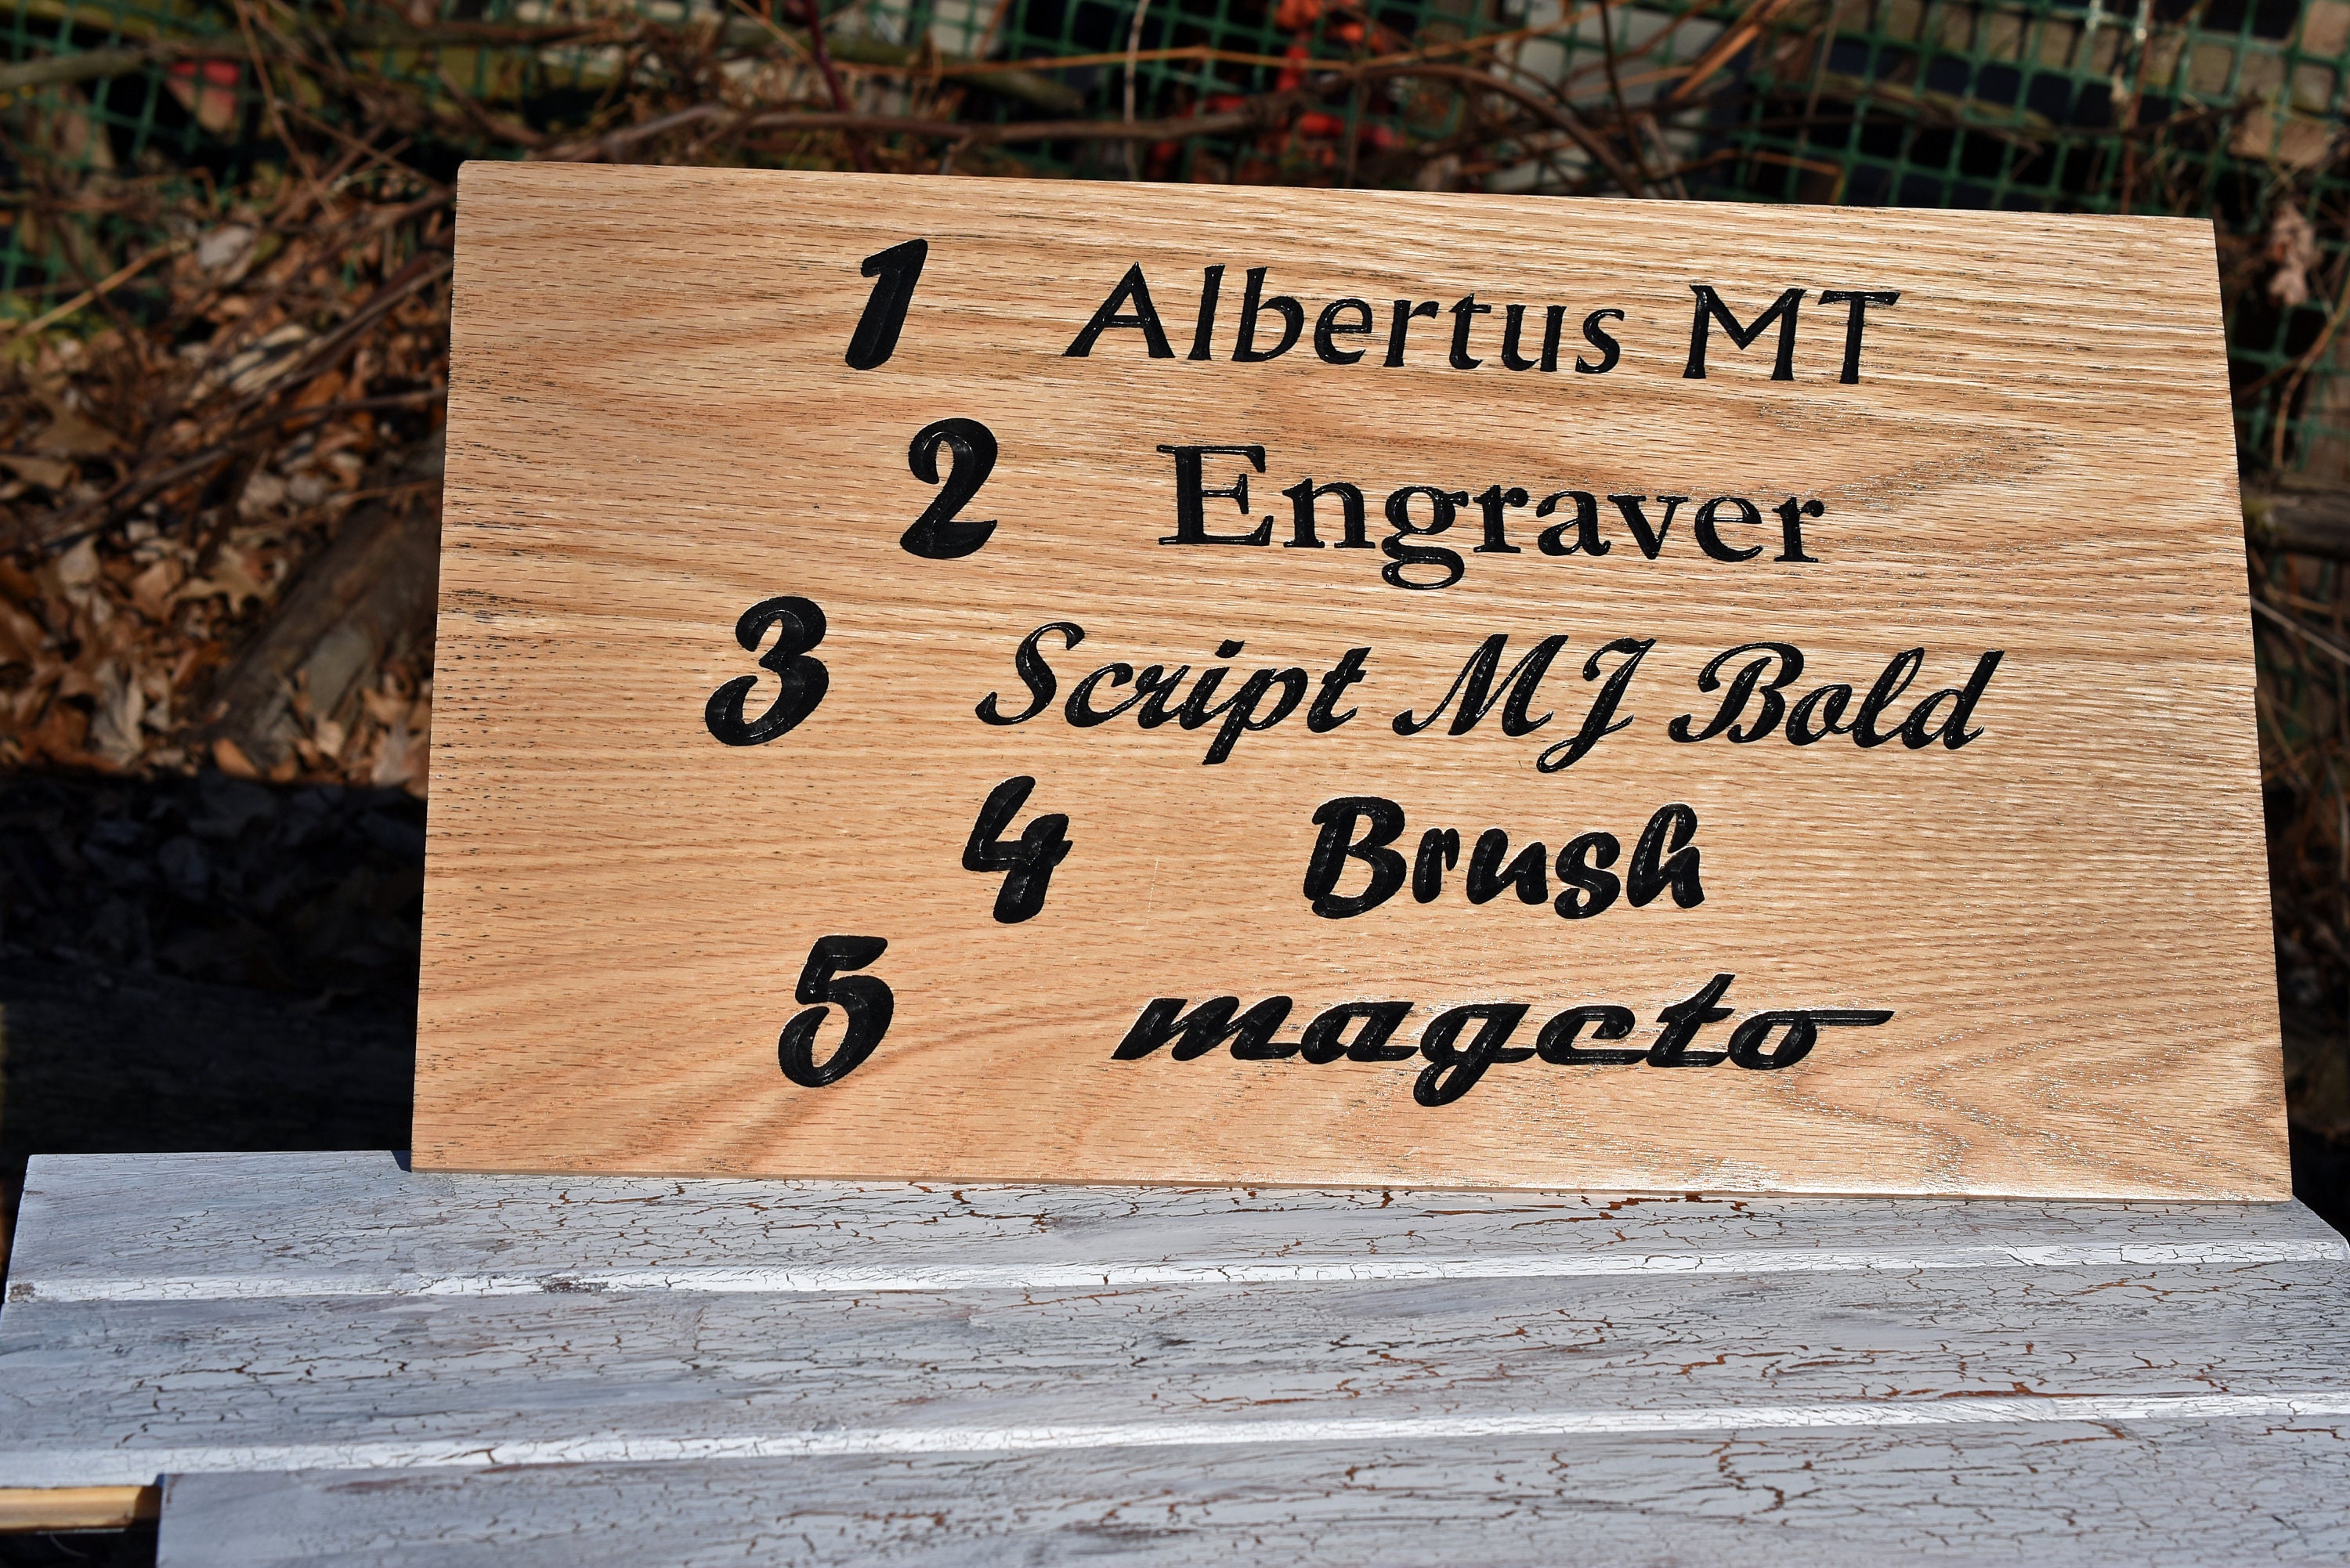 1 Albertus MT
2 Engraver
3 Script MJ Bold
4 Brush
5 magcto